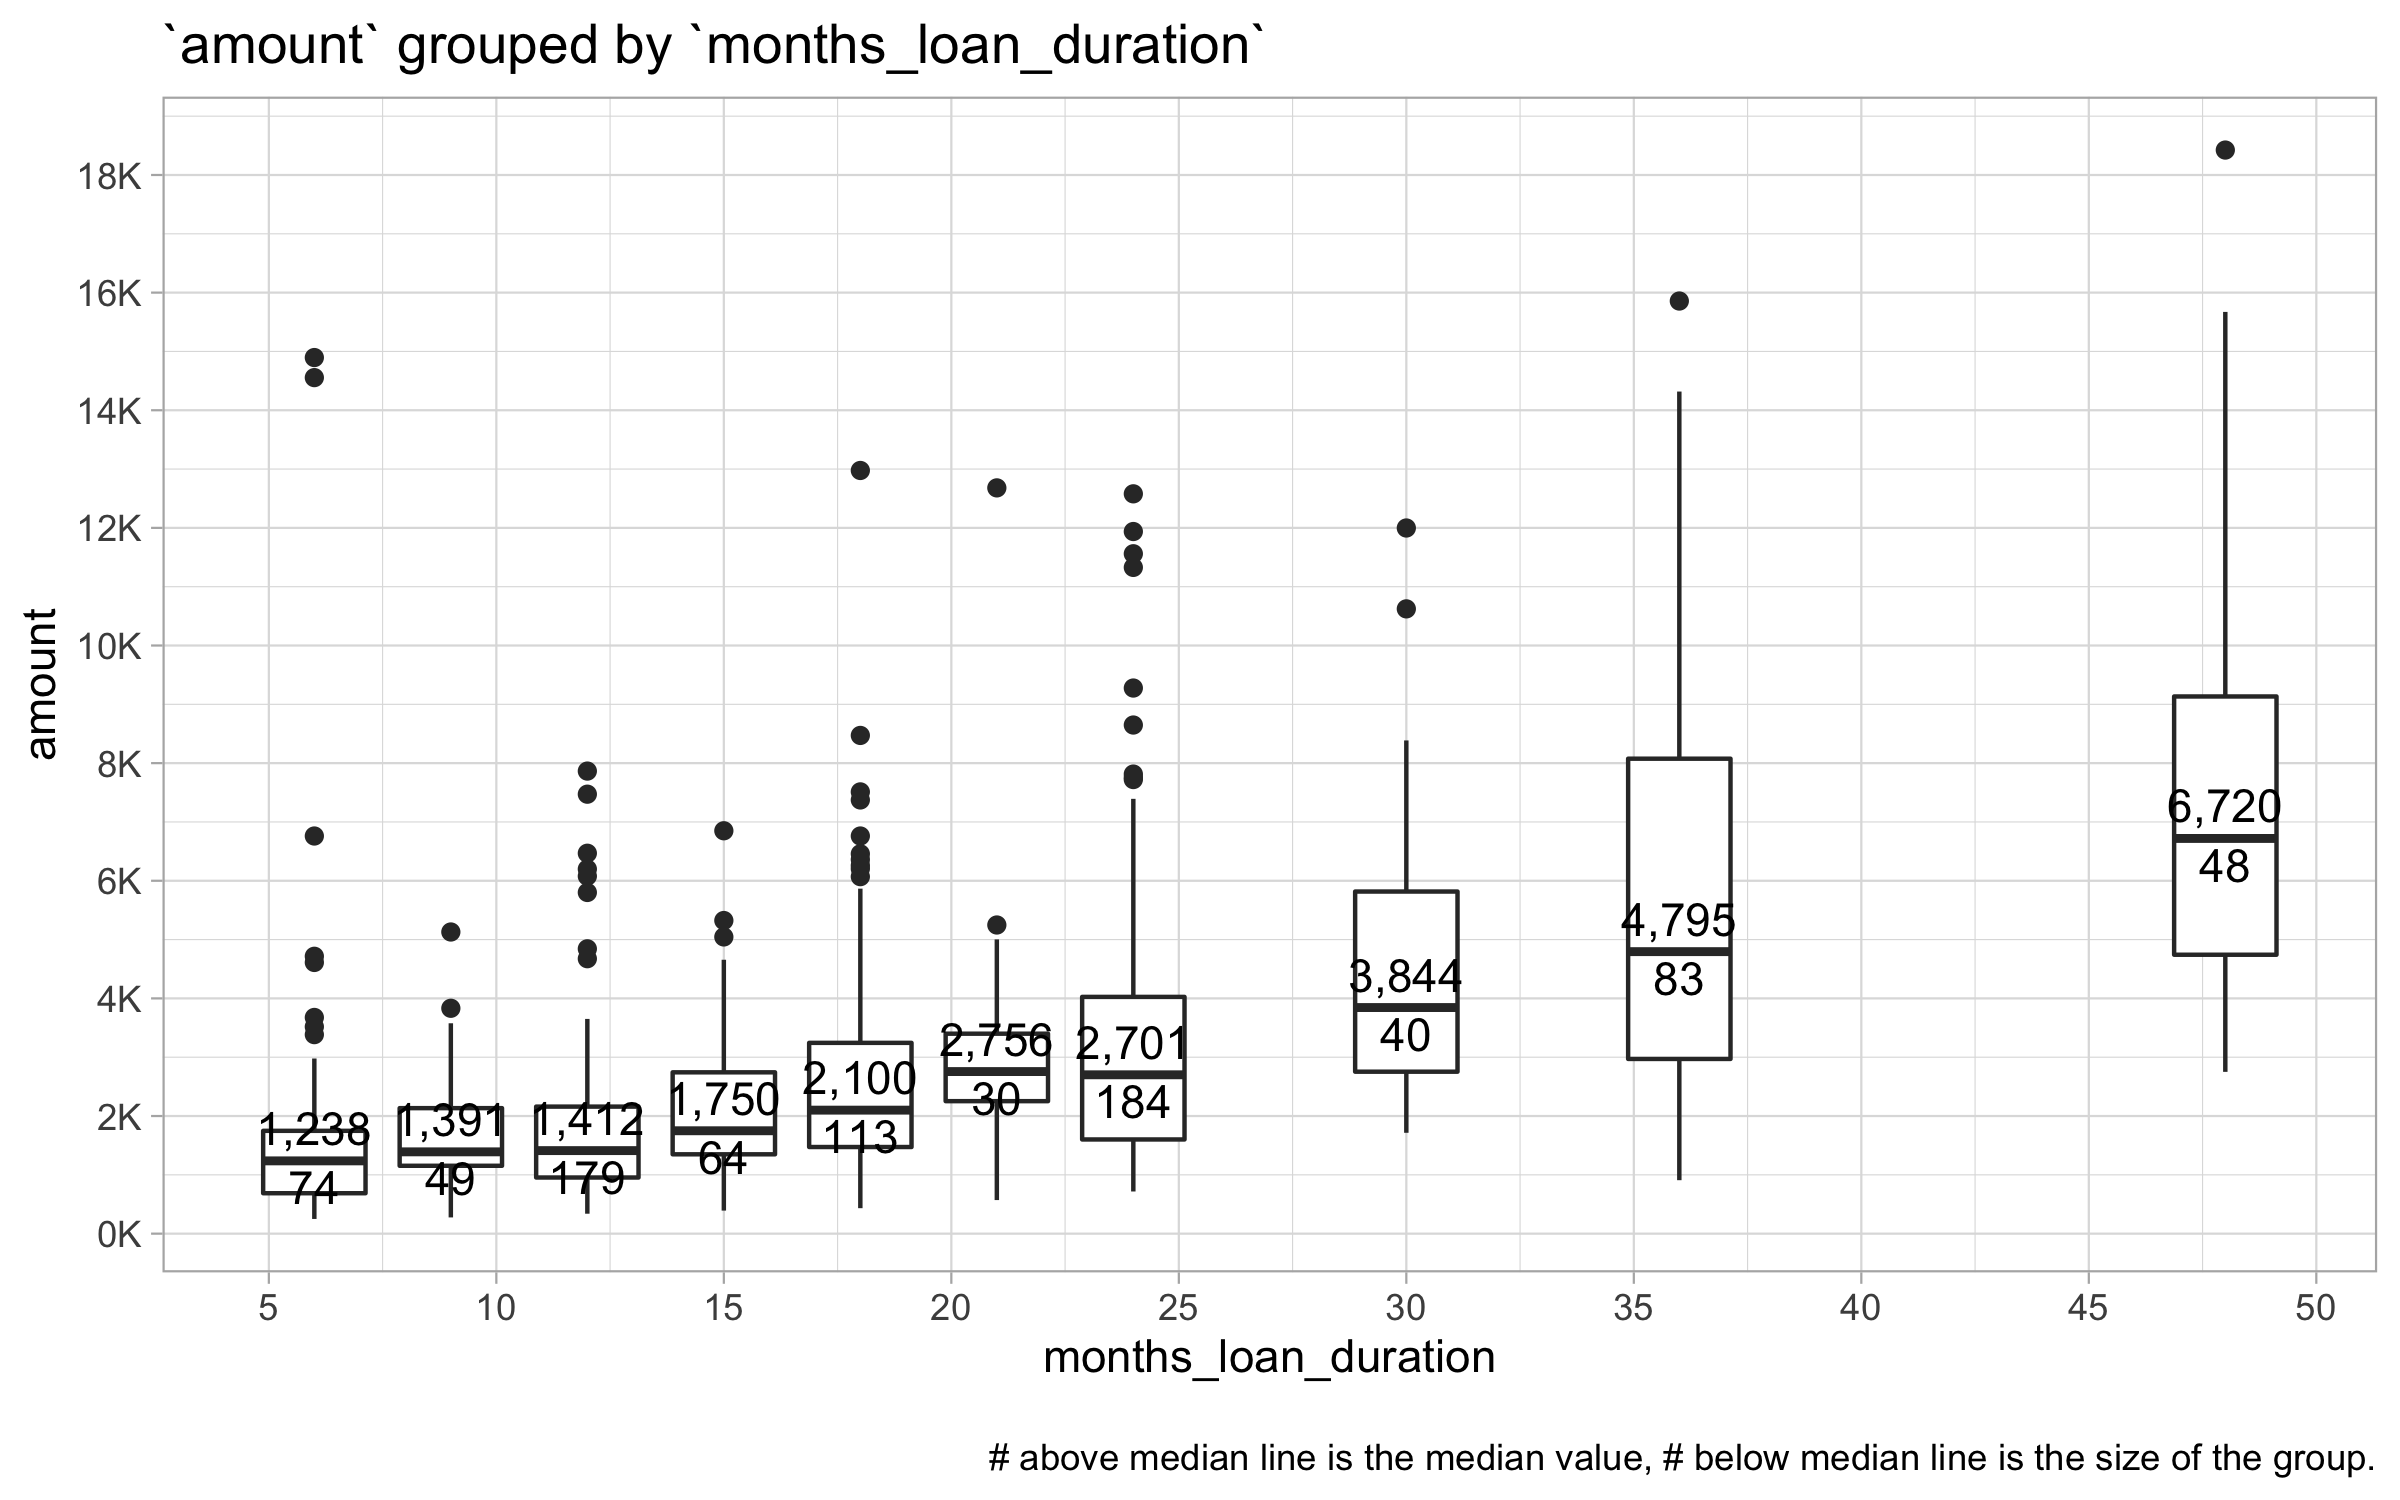 `amount` grouped by `months_loan_duration`
18K
16K
14K
12K
10K
8K
6K
4K
2K
0K
amount
1,238
74
1,391
49
1,412
179
1,750
64
2,100
113
2,756
30
2,701
184
3,844
40
4,795
83
6,720
48
5 10 15 20 25 30 35 40 45 50
months_loan_duration
# above median line is the median value, # below median line is the size of the group.